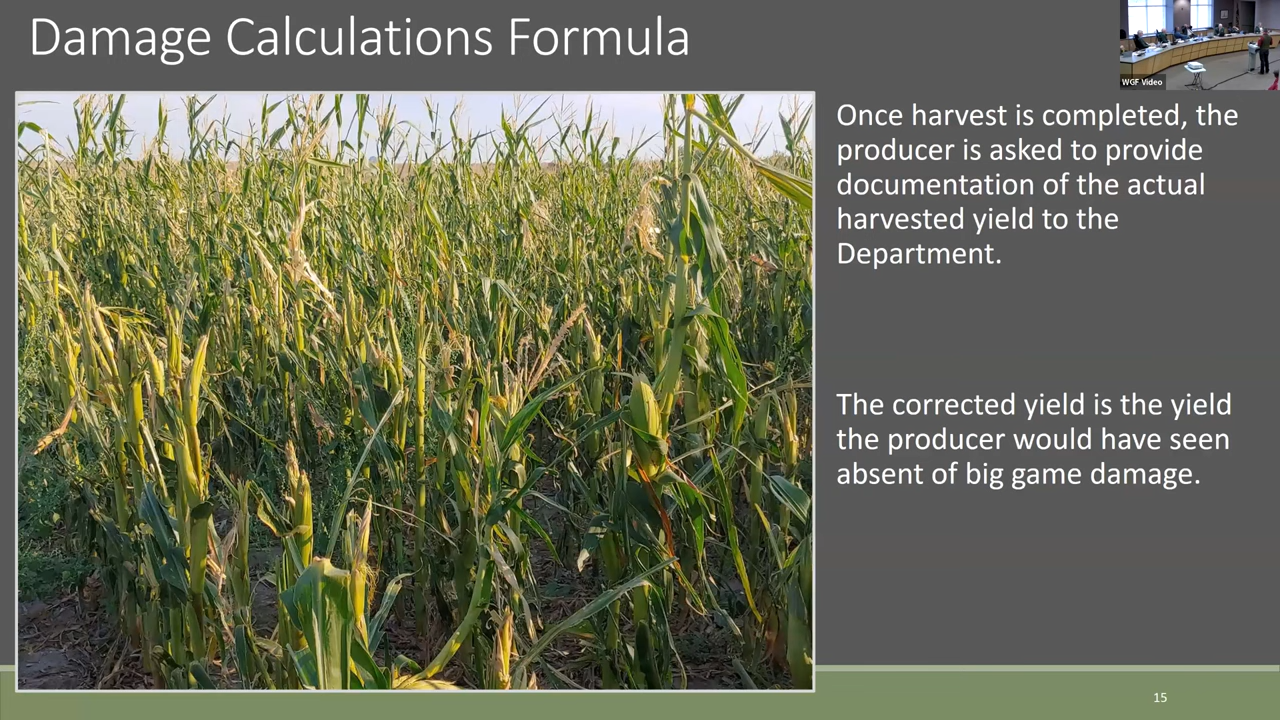 Damage Calculations Formula
WGF Video
Once harvest is completed, the
producer is asked to provide
documentation of the actual
harvested yield to the
Department.
The corrected yield is the yield
the producer would have seen
absent of big game damage.
15